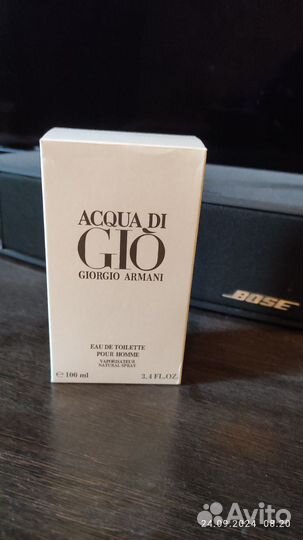 ACQUA DI
GIÒ
GIORGIO ARMANI
EAU DE TOILETTE
POUR HOMME
VAPORISATEUR
NATURAL SPRAY
℮ 100 ml 3,4 FL.OZ.
BOSE
24.09.2024 08:20
Avito